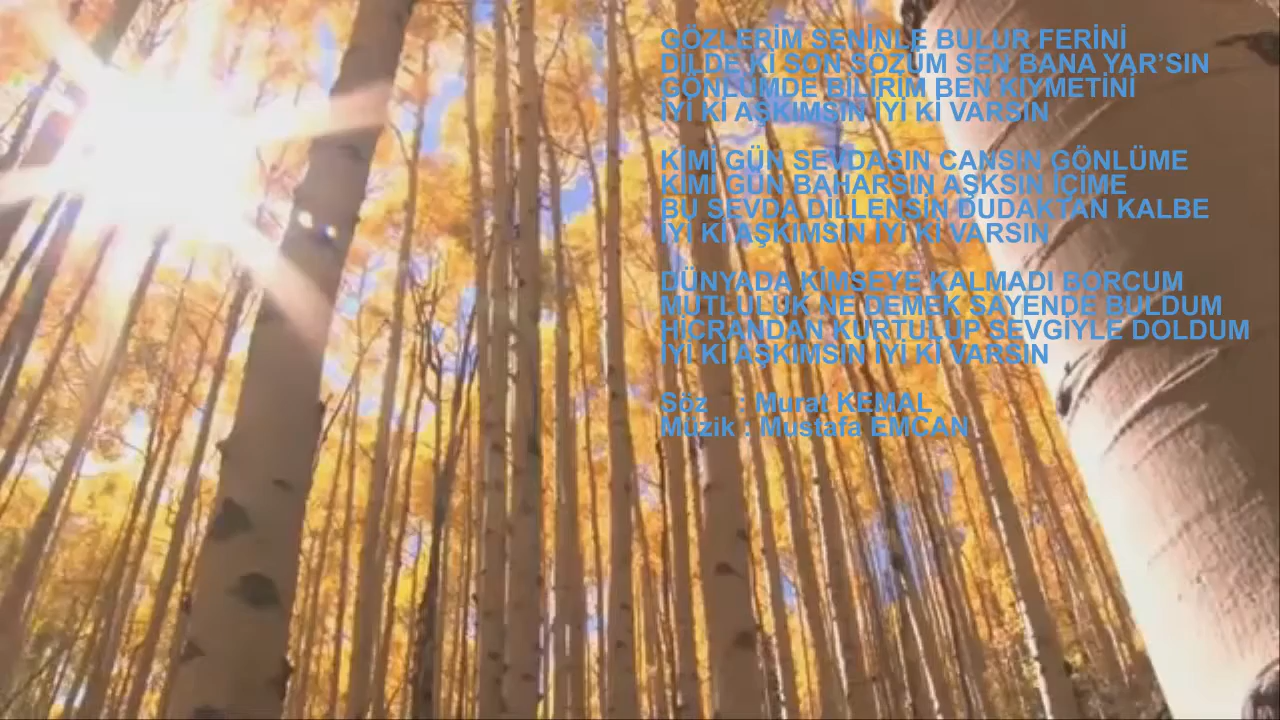 GÖZLERİM SENİNLE BULUR FERİNİ
DİLDE Kİ SON SÖZÜM SEN BANA YAR’SIN
GÖNLÜMDE BİLİRİM BEN KIYMETİNİ
İYİ Kİ AŞKIMSIN İYİ Kİ VARSIN
KİMİ GÜN SEVDASIN CANSIN GÖNLÜME
KİMİ GÜN BAHARSIN AŞKSIN İÇİME
BU SEVDA DİLLENSİN DUDAKTAN KALBE
İYİ Kİ AŞKIMSIN İYİ Kİ VARSIN
DÜNYADA KİMSEYE KALMADI BORCUM
MUTLULUK NE DEMEK SAYENDE BULDUM
HİCRANDAN KURTULUP SEVGİYLE DOLDUM
İYİ Kİ AŞKIMSIN İYİ Kİ VARSIN
Söz : Murat KEMAL
Müzik : Mustafa EMCAN